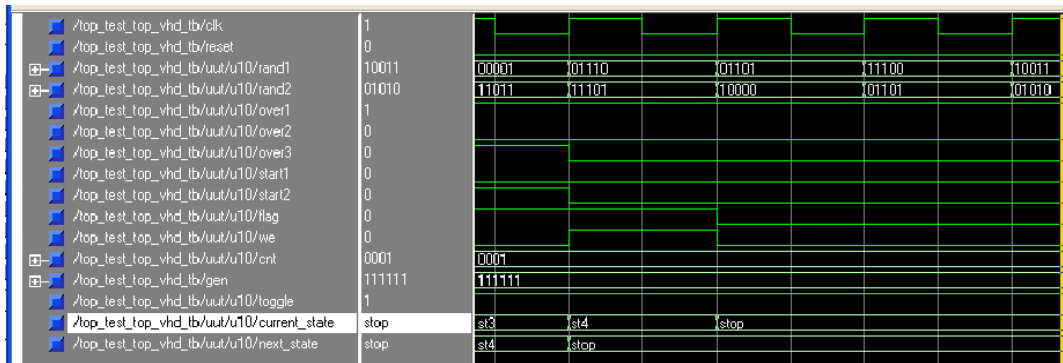 /top_test_top_vhd_tb/clk 1
/top_test_top_vhd_tb/reset 0
/top_test_top_vhd_tb/uut/u10/rand1 10011 00001 01110 01101 11100 10011
/top_test_top_vhd_tb/uut/u10/rand2 01010 11011 11101 10000 01101 01010
/top_test_top_vhd_tb/uut/u10/over1 1
/top_test_top_vhd_tb/uut/u10/over2 0
/top_test_top_vhd_tb/uut/u10/over3 0
/top_test_top_vhd_tb/uut/u10/start1 0
/top_test_top_vhd_tb/uut/u10/start2 0
/top_test_top_vhd_tb/uut/u10/flag 0
/top_test_top_vhd_tb/uut/u10/we 0
/top_test_top_vhd_tb/uut/u10/cnt 0001 0001
/top_test_top_vhd_tb/gen 111111 111111
/top_test_top_vhd_tb/uut/u10/toggle 1
/top_test_top_vhd_tb/uut/u10/current_state stop st3 st4 stop
/top_test_top_vhd_tb/uut/u10/next_state stop st4 stop